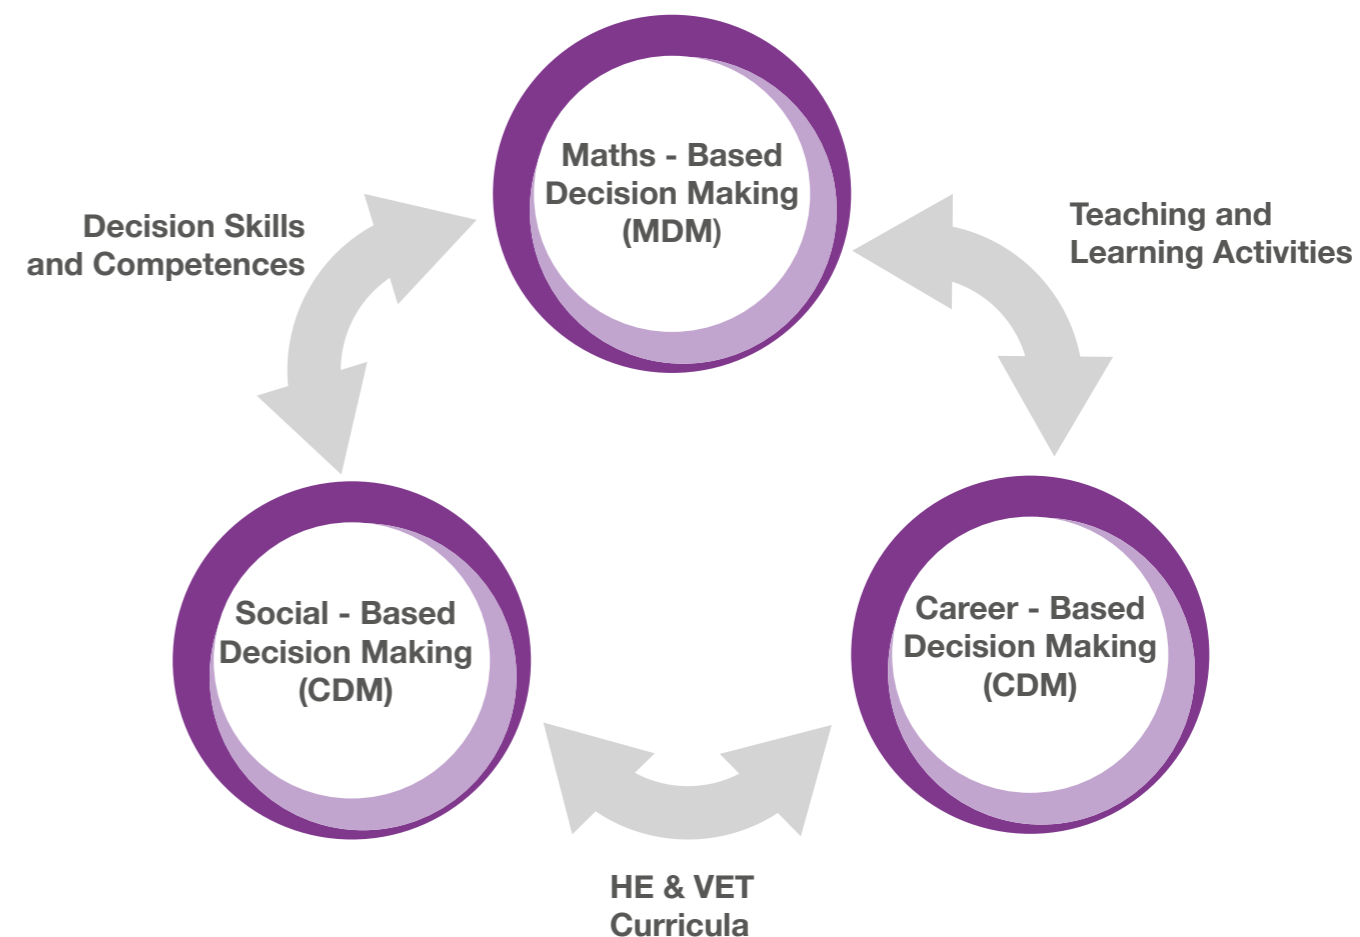 Maths - Based
Decision Making
(MDM)
Decision Skills
and Competences
Teaching and
Learning Activities
Social - Based
Decision Making
(CDM)
Career - Based
Decision Making
(CDM)
HE & VET
Curricula